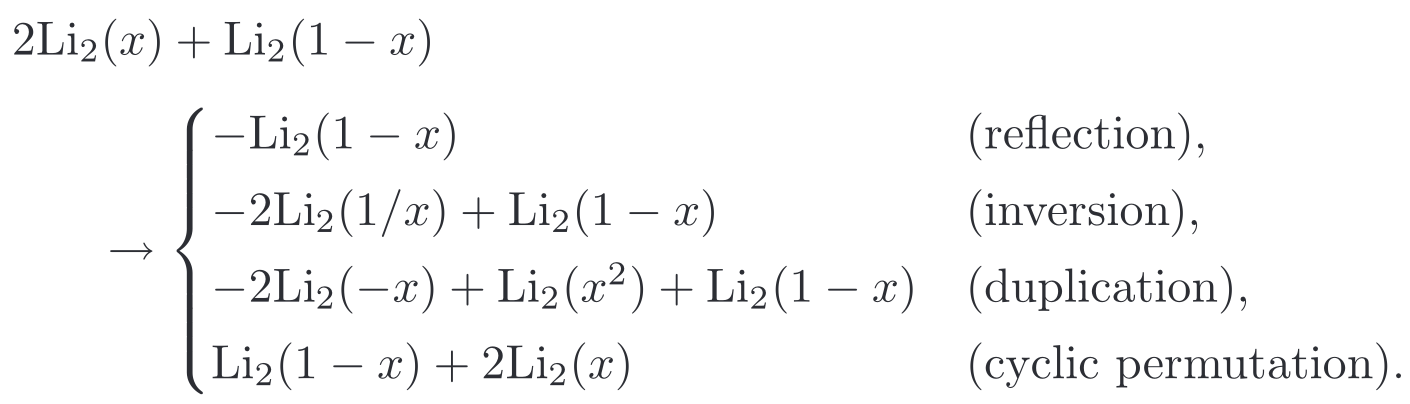 2Li₂(x) + Li₂(1 − x)
→ { −Li₂(1 − x) (reflection),
−2Li₂(1/x) + Li₂(1 − x) (inversion),
−2Li₂(−x) + Li₂(x²) + Li₂(1 − x) (duplication),
Li₂(1 − x) + 2Li₂(x) (cyclic permutation).